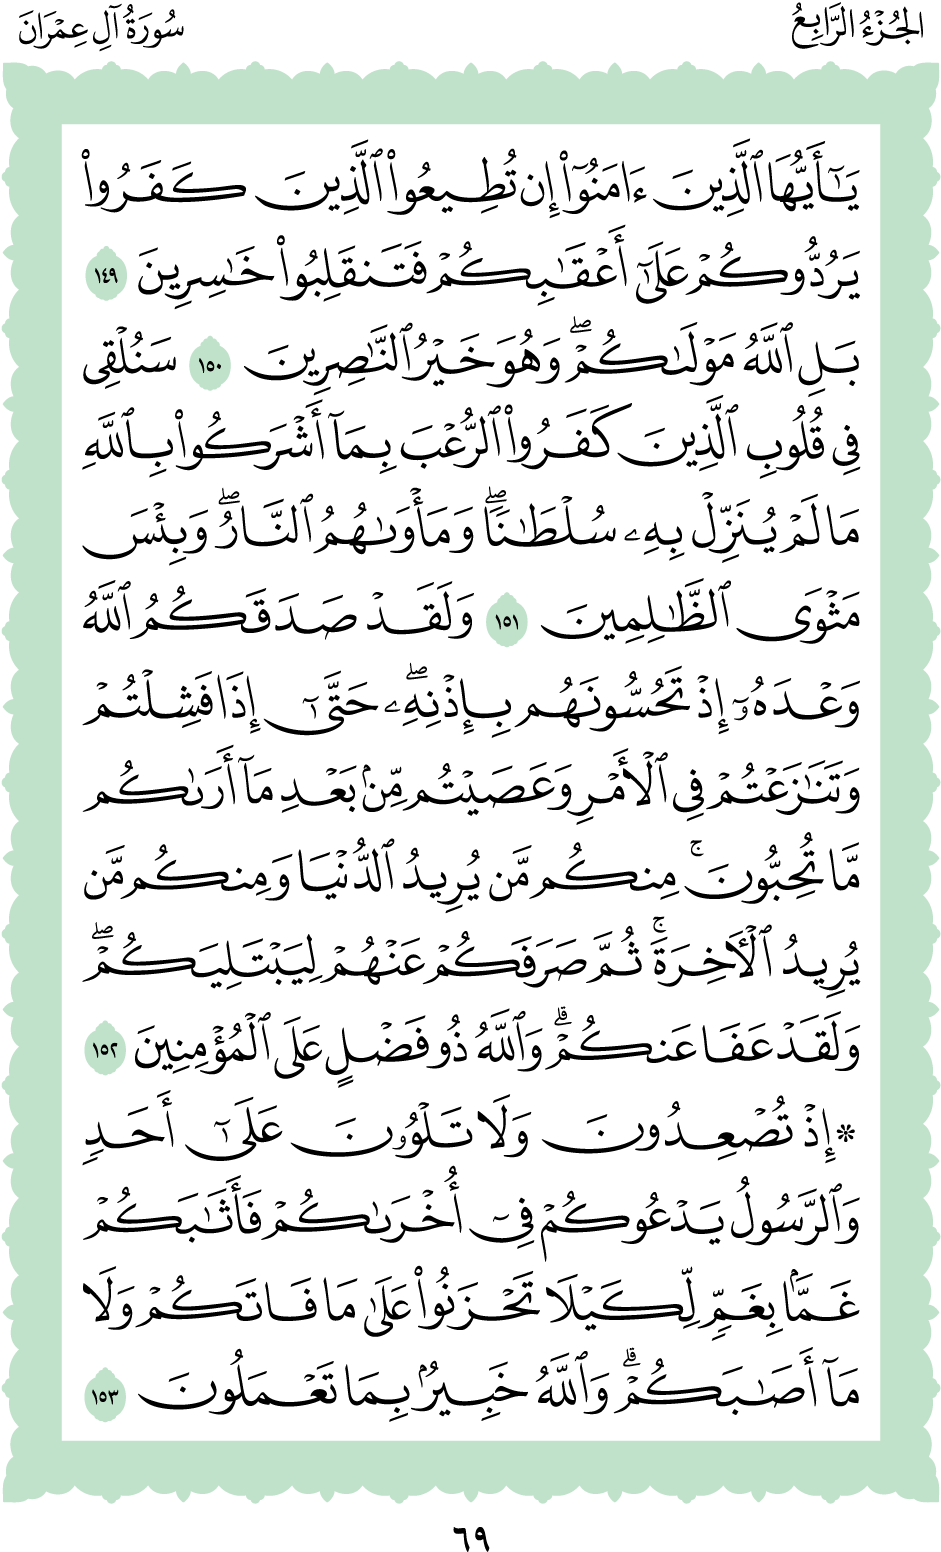 الجُزْءُ الرَّابِعُ
سُورَةُ آلِ عِمْرَانَ
يَٰٓأَيُّهَا ٱلَّذِينَ ءَامَنُوٓاْ إِن تُطِيعُواْ ٱلَّذِينَ كَفَرُواْ
يَرُدُّوكُمْ عَلَىٰٓ أَعْقَٰبِكُمْ فَتَنقَلِبُواْ خَٰسِرِينَ ١٤٩
بَلِ ٱللَّهُ مَوْلَىٰكُمْۖ وَهُوَ خَيْرُ ٱلنَّٰصِرِينَ ١٥٠ سَنُلْقِي
فِي قُلُوبِ ٱلَّذِينَ كَفَرُواْ ٱلرُّعْبَ بِمَآ أَشْرَكُواْ بِٱللَّهِ
مَا لَمْ يُنَزِّلْ بِهِۦ سُلْطَٰنًاۖ وَمَأْوَىٰهُمُ ٱلنَّارُۖ وَبِئْسَ
مَثْوَى ٱلظَّٰلِمِينَ ١٥١ وَلَقَدْ صَدَقَكُمُ ٱللَّهُ
وَعْدَهُۥٓ إِذْ تَحُسُّونَهُم بِإِذْنِهِۦۖ حَتَّىٰٓ إِذَا فَشِلْتُمْ
وَتَنَٰزَعْتُمْ فِي ٱلْأَمْرِ وَعَصَيْتُم مِّنۢ بَعْدِ مَآ أَرَىٰكُم
مَّا تُحِبُّونَۚ مِنكُم مَّن يُرِيدُ ٱلدُّنْيَا وَمِنكُم مَّن
يُرِيدُ ٱلْأٓخِرَةَۚ ثُمَّ صَرَفَكُمْ عَنْهُمْ لِيَبْتَلِيَكُمْۖ
وَلَقَدْ عَفَا عَنكُمْۗ وَٱللَّهُ ذُو فَضْلٍ عَلَى ٱلْمُؤْمِنِينَ ١٥٢
* إِذْ تُصْعِدُونَ وَلَا تَلْوُۥنَ عَلَىٰٓ أَحَدٍ
وَٱلرَّسُولُ يَدْعُوكُمْ فِيٓ أُخْرَىٰكُمْ فَأَثَٰبَكُمْ
غَمَّۢا بِغَمٍّ لِّكَيْلَا تَحْزَنُواْ عَلَىٰ مَا فَاتَكُمْ وَلَا
مَآ أَصَٰبَكُمْۗ وَٱللَّهُ خَبِيرُۢ بِمَا تَعْمَلُونَ ١٥٣
٦٩